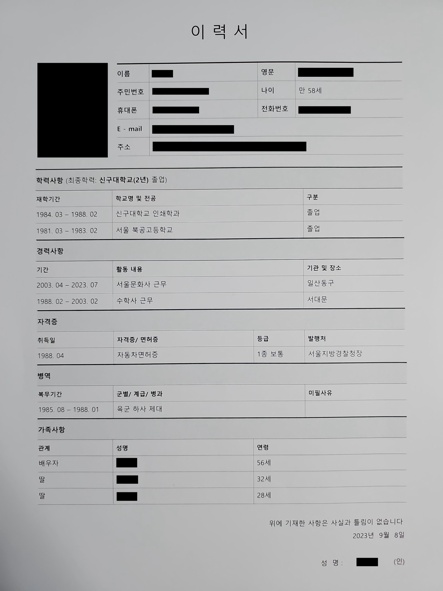 이 력 서
이름 영문
주민번호 나이 만 58세
휴대폰 전화번호
E - mail
주소
학력사항 (최종학력: 신구대학교(2년) 졸업)
재학기간 학교명 및 전공 구분
1984. 03 – 1988. 02 신구대학교 인쇄학과 졸업
1981. 03 – 1983. 02 서울 북공고등학교 졸업
경력사항
기간 활동 내용 기관 및 장소
2003. 04 – 2023. 07 서울문화사 근무 일산동구
1988. 02 – 2003. 02 수학사 근무 서대문
자격증
취득일 자격증/ 면허증 등급 발행처
1988. 04 자동차면허증 1종 보통 서울지방경찰청장
병역
복무기간 군별/ 계급/ 병과 미필사유
1985. 08 – 1988. 01 육군 하사 제대
가족사항
관계 성명 연령
배우자 56세
딸 32세
딸 28세
위에 기재한 사항은 사실과 틀림이 없습니다
2023년 9월 8일
성 명 : (인)